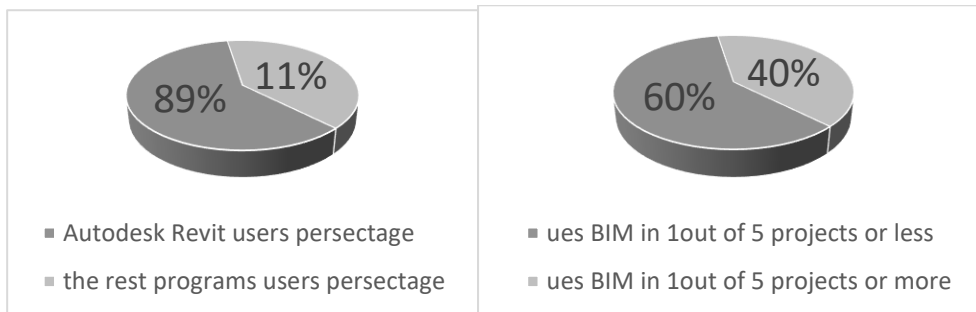 89%
11%
Autodesk Revit users persectage
the rest programs users persectage
60%
40%
ues BIM in 1out of 5 projects or less
ues BIM in 1out of 5 projects or more